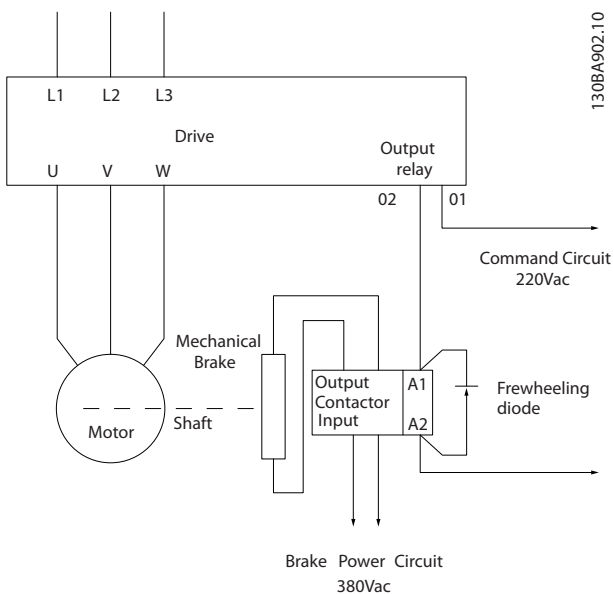 130BA902.10
L1 L2 L3
Drive
Output
relay
U V W
02 01
Command Circuit
220Vac
Mechanical
Brake
Output
Contactor
Input
A1
A2
Frewheeling
diode
Shaft
Motor
Brake Power Circuit
380Vac